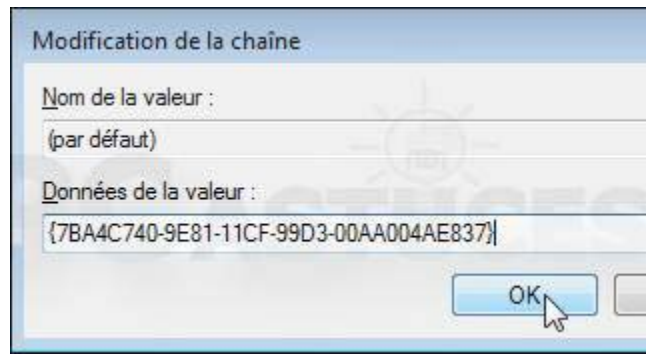 Modification de la chaîne
Nom de la valeur :
(par défaut)
Données de la valeur :
{7BA4C740-9E81-11CF-99D3-00AA004AE837}
OK
ASTUCES